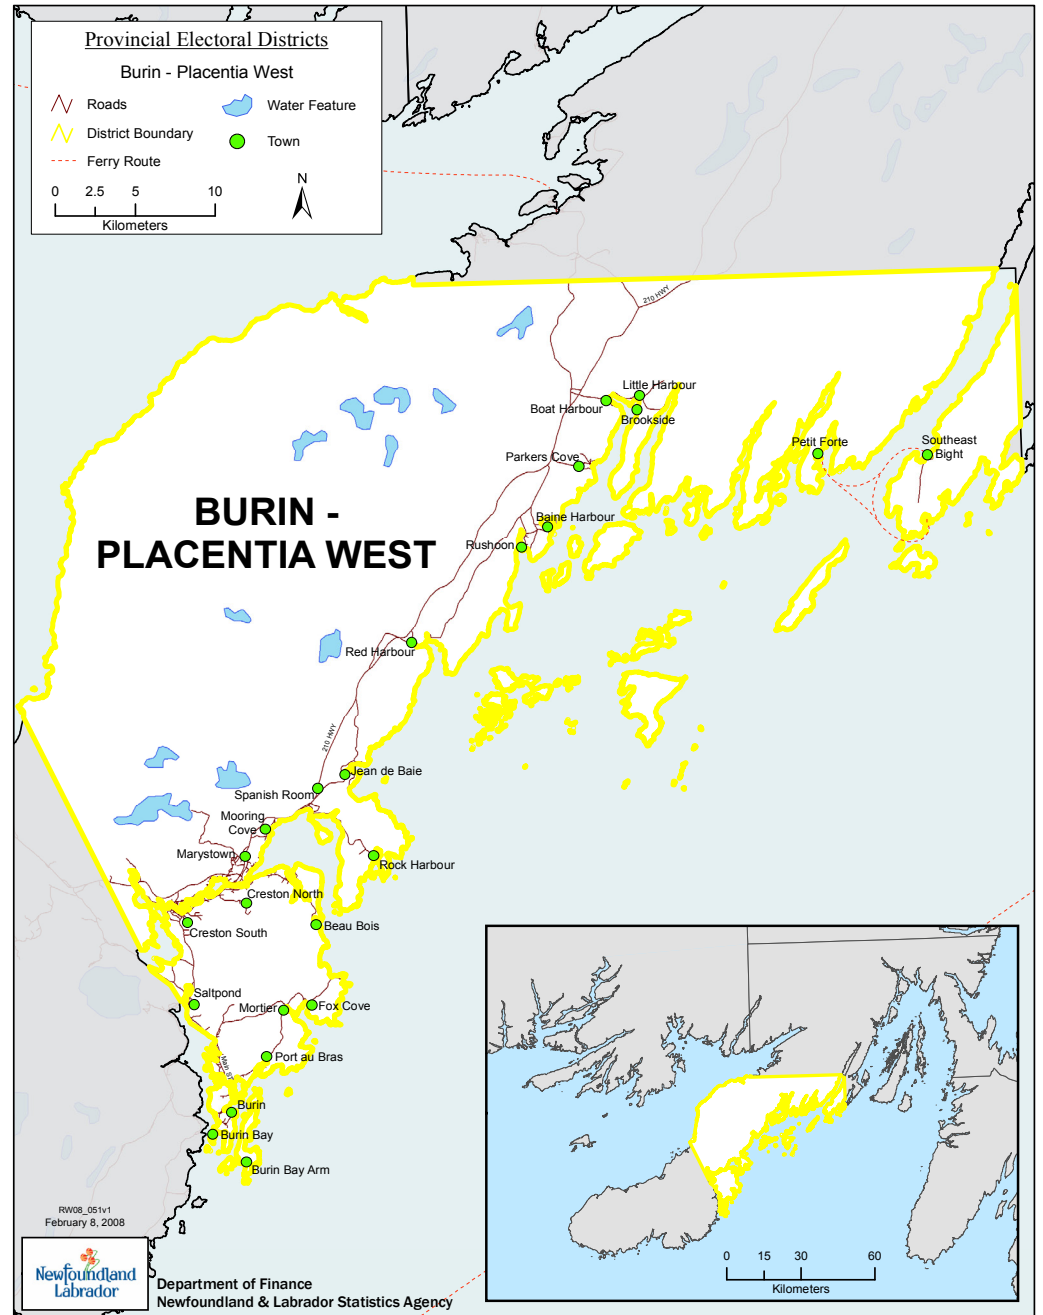 Provincial Electoral Districts
Burin - Placentia West
Roads
Water Feature
District Boundary
Town
Ferry Route
0 2.5 5 10
Kilometers
N
210 HWY
Little Harbour
Boat Harbour
Brookside
Petit Forte
Southeast
Bight
Parkers Cove
BURIN -
PLACENTIA WEST
Baine Harbour
Rushoon
Red Harbour
210 HWY
Jean de Baie
Spanish Room
Mooring
Cove
Marystown
Rock Harbour
Creston North
Creston South
Beau Bois
Saltpond
Mortier
Fox Cove
Port au Bras
Main ST
Burin
Burin Bay
Burin Bay Arm
RW08_051v1
February 8, 2008
Newfoundland
Labrador
Department of Finance
Newfoundland & Labrador Statistics Agency
0 15 30 60
Kilometers